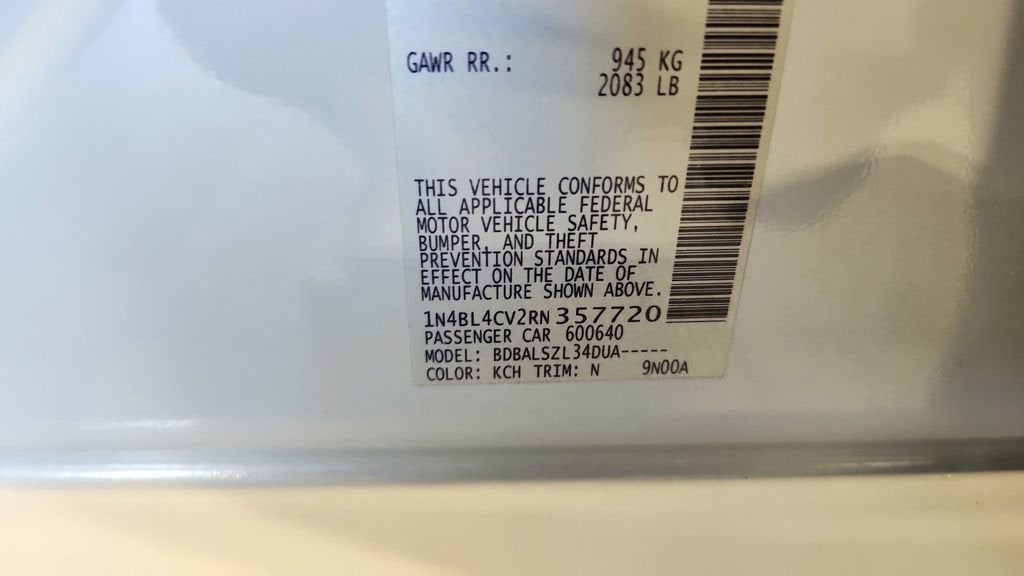 GAWR RR.: 945 KG
2083 LB
THIS VEHICLE CONFORMS TO
ALL APPLICABLE FEDERAL
MOTOR VEHICLE SAFETY,
BUMPER, AND THEFT
PREVENTION STANDARDS IN
EFFECT ON THE DATE OF
MANUFACTURE SHOWN ABOVE.
1N4BL4CV2RN357720
PASSENGER CAR 600640
MODEL: BDBALSZL34DUA-----
COLOR: KCH TRIM: N 9N00A